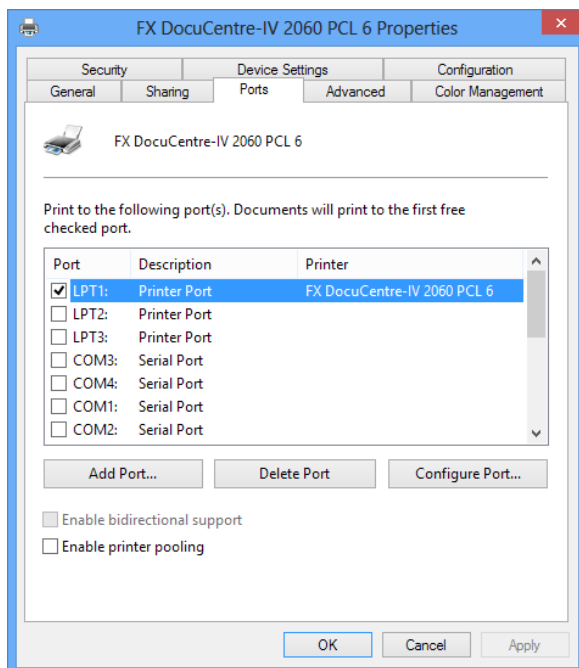 FX DocuCentre-IV 2060 PCL 6 Properties
Security Device Settings Configuration
General Sharing Ports Advanced Color Management
FX DocuCentre-IV 2060 PCL 6
Print to the following port(s). Documents will print to the first free
checked port.
Port Description Printer
LPT1: Printer Port FX DocuCentre-IV 2060 PCL 6
LPT2: Printer Port
LPT3: Printer Port
COM3: Serial Port
COM4: Serial Port
COM1: Serial Port
COM2: Serial Port
Add Port... Delete Port Configure Port...
Enable bidirectional support
Enable printer pooling
OK Cancel Apply